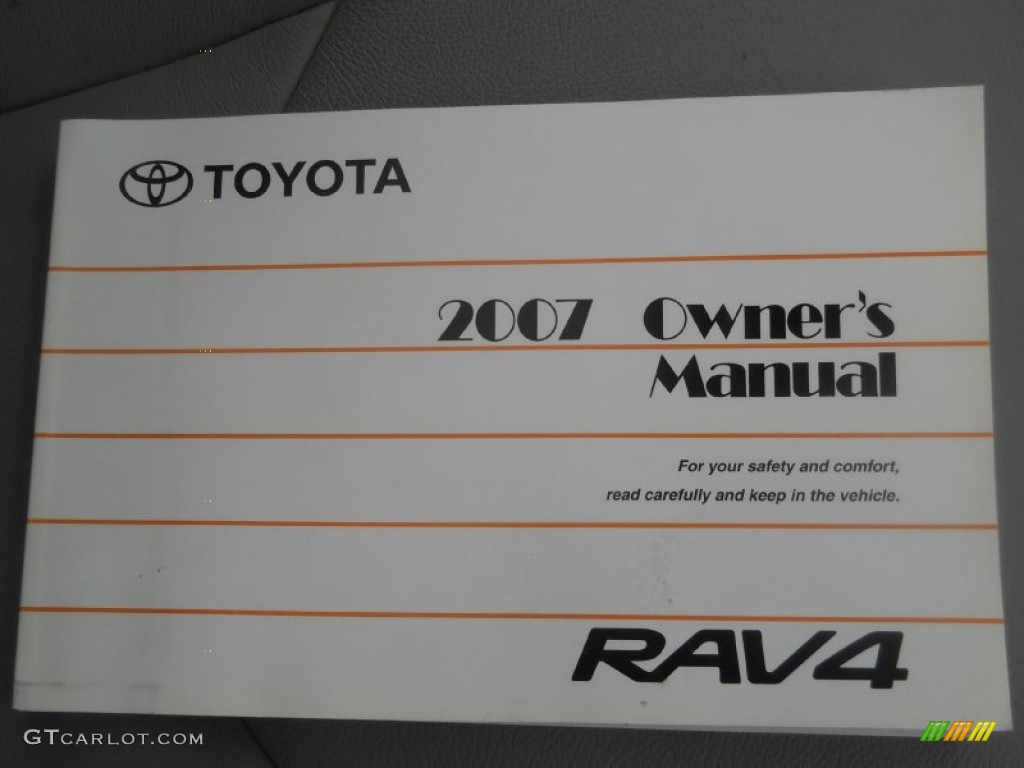 TOYOTA
2007 Owner's
Manual
For your safety and comfort,
read carefully and keep in the vehicle.
RAV4
GTCARLOT.COM